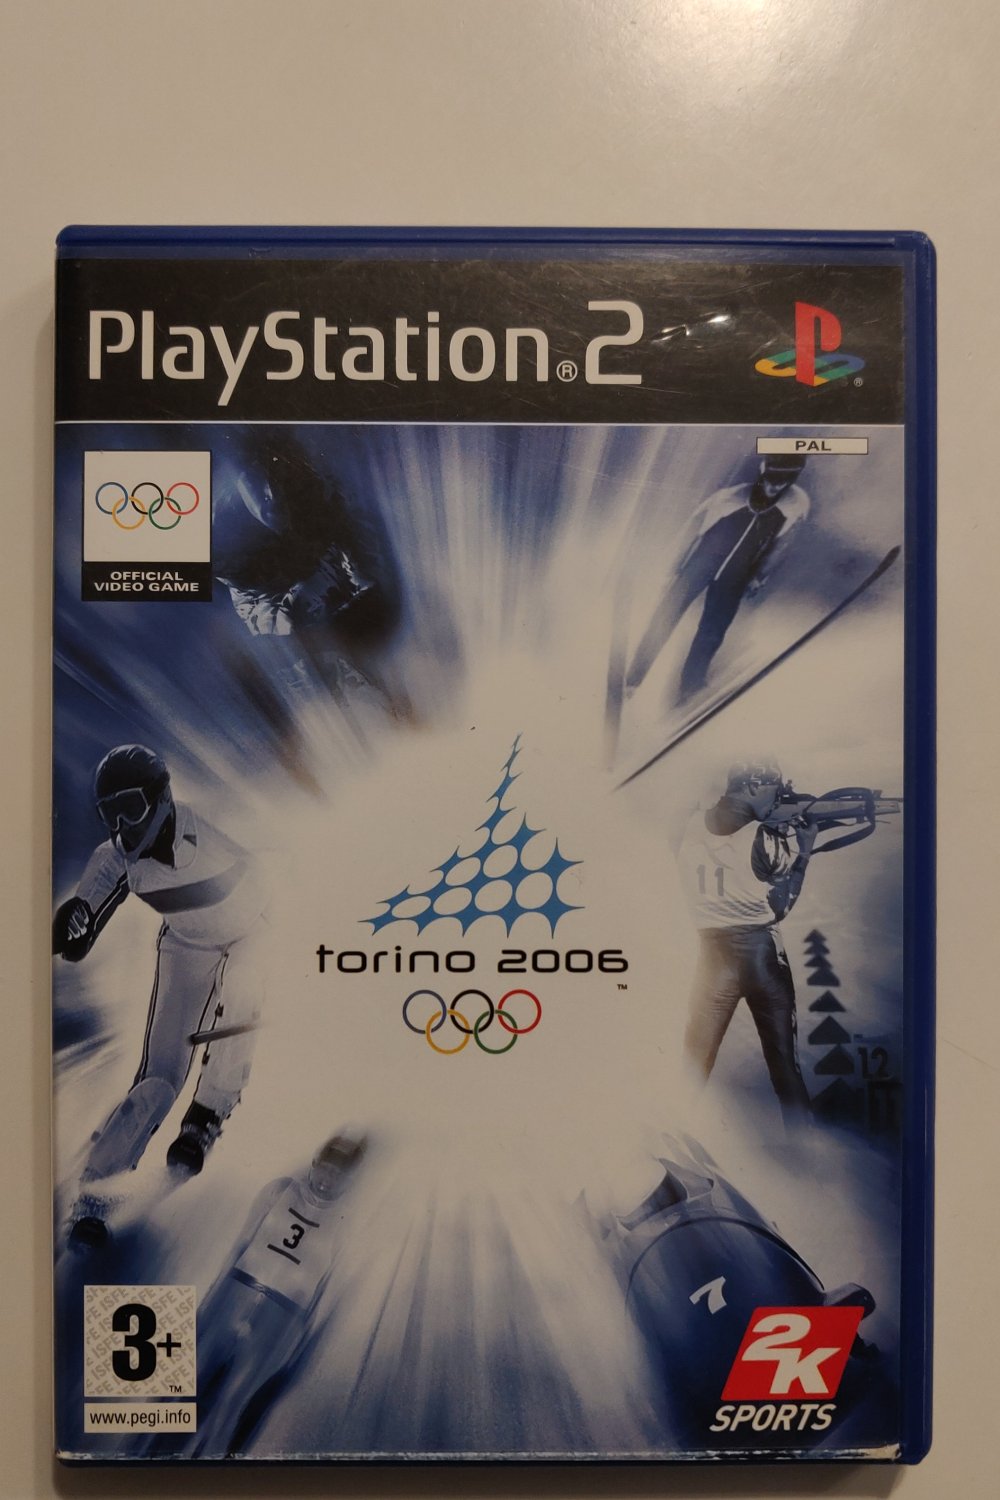 PlayStation®2
®
PAL
OFFICIAL
VIDEO GAME
11
torino 2006
™
12
3
7
3+
™
www.pegi.info
2K
SPORTS